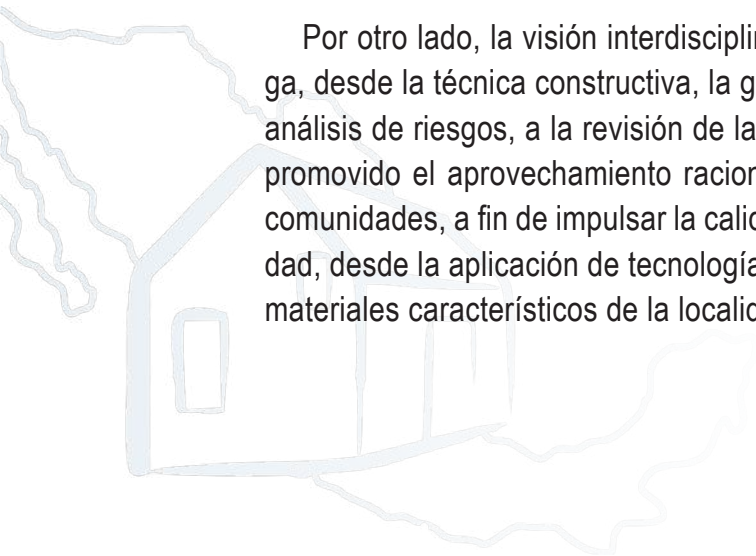 Por otro lado, la visión interdisciplin
ga, desde la técnica constructiva, la g
análisis de riesgos, a la revisión de la
promovido el aprovechamiento racion
comunidades, a fin de impulsar la calid
dad, desde la aplicación de tecnología
materiales característicos de la localid